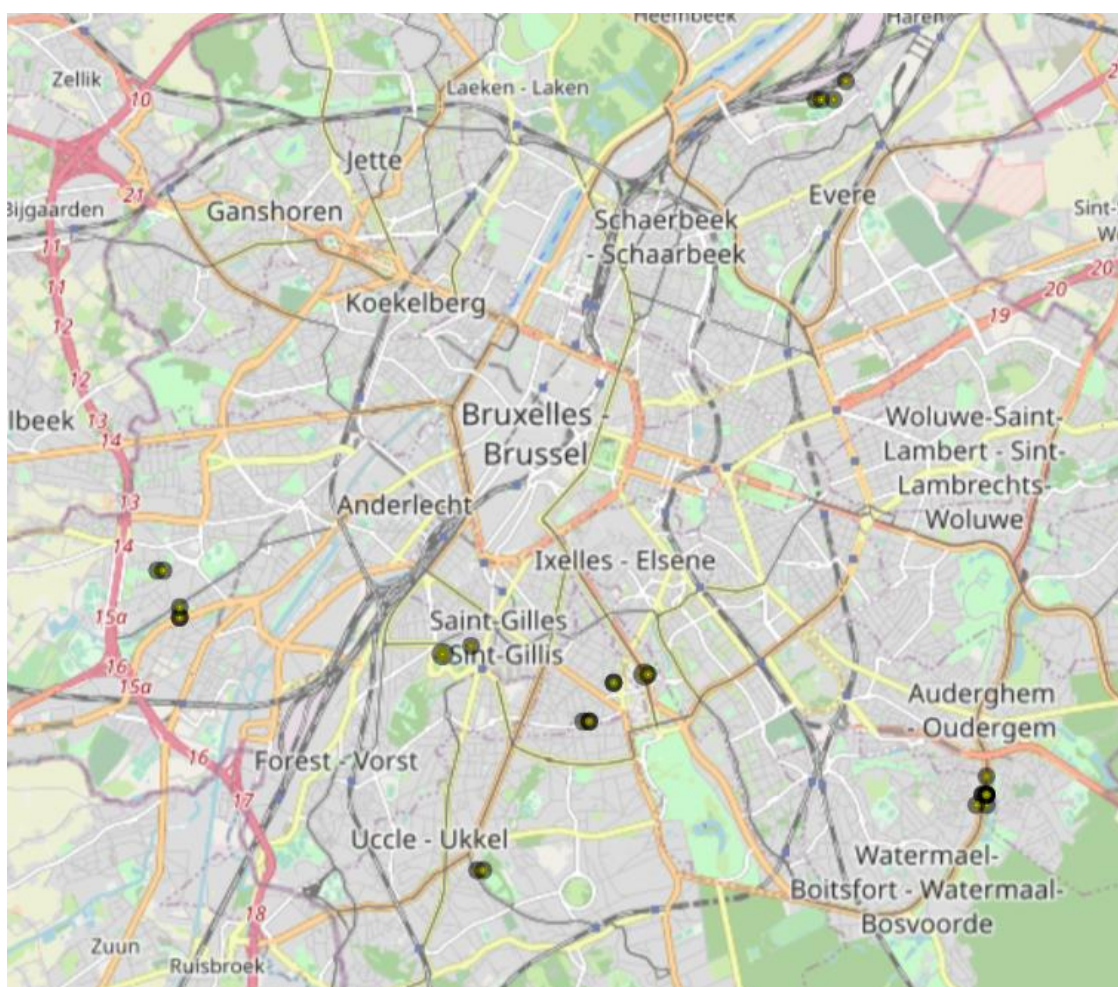 Heembeek
Haren
Zellik
10
Laeken - Laken
2
Jette
21
Evere
Bijgaarden
Ganshoren
Sint-
Schaerbeek
- Schaarbeek
11
20
20
11
Koekelberg
19
12
12
Bruxelles -
Brussel
lbeek
13
14
Woluwe-Saint-
Lambert - Sint-
Lambrechts-
Woluwe
13
Anderlecht
14
Ixelles - Elsene
15a
Saint-Gilles
Sint-Gillis
16
15a
Auderghem
- Oudergem
16
Forest - Vorst
17
Uccle - Ukkel
Watermael-
Boitsfort - Watermaal-
Bosvoorde
18
Zuun
Ruisbroek